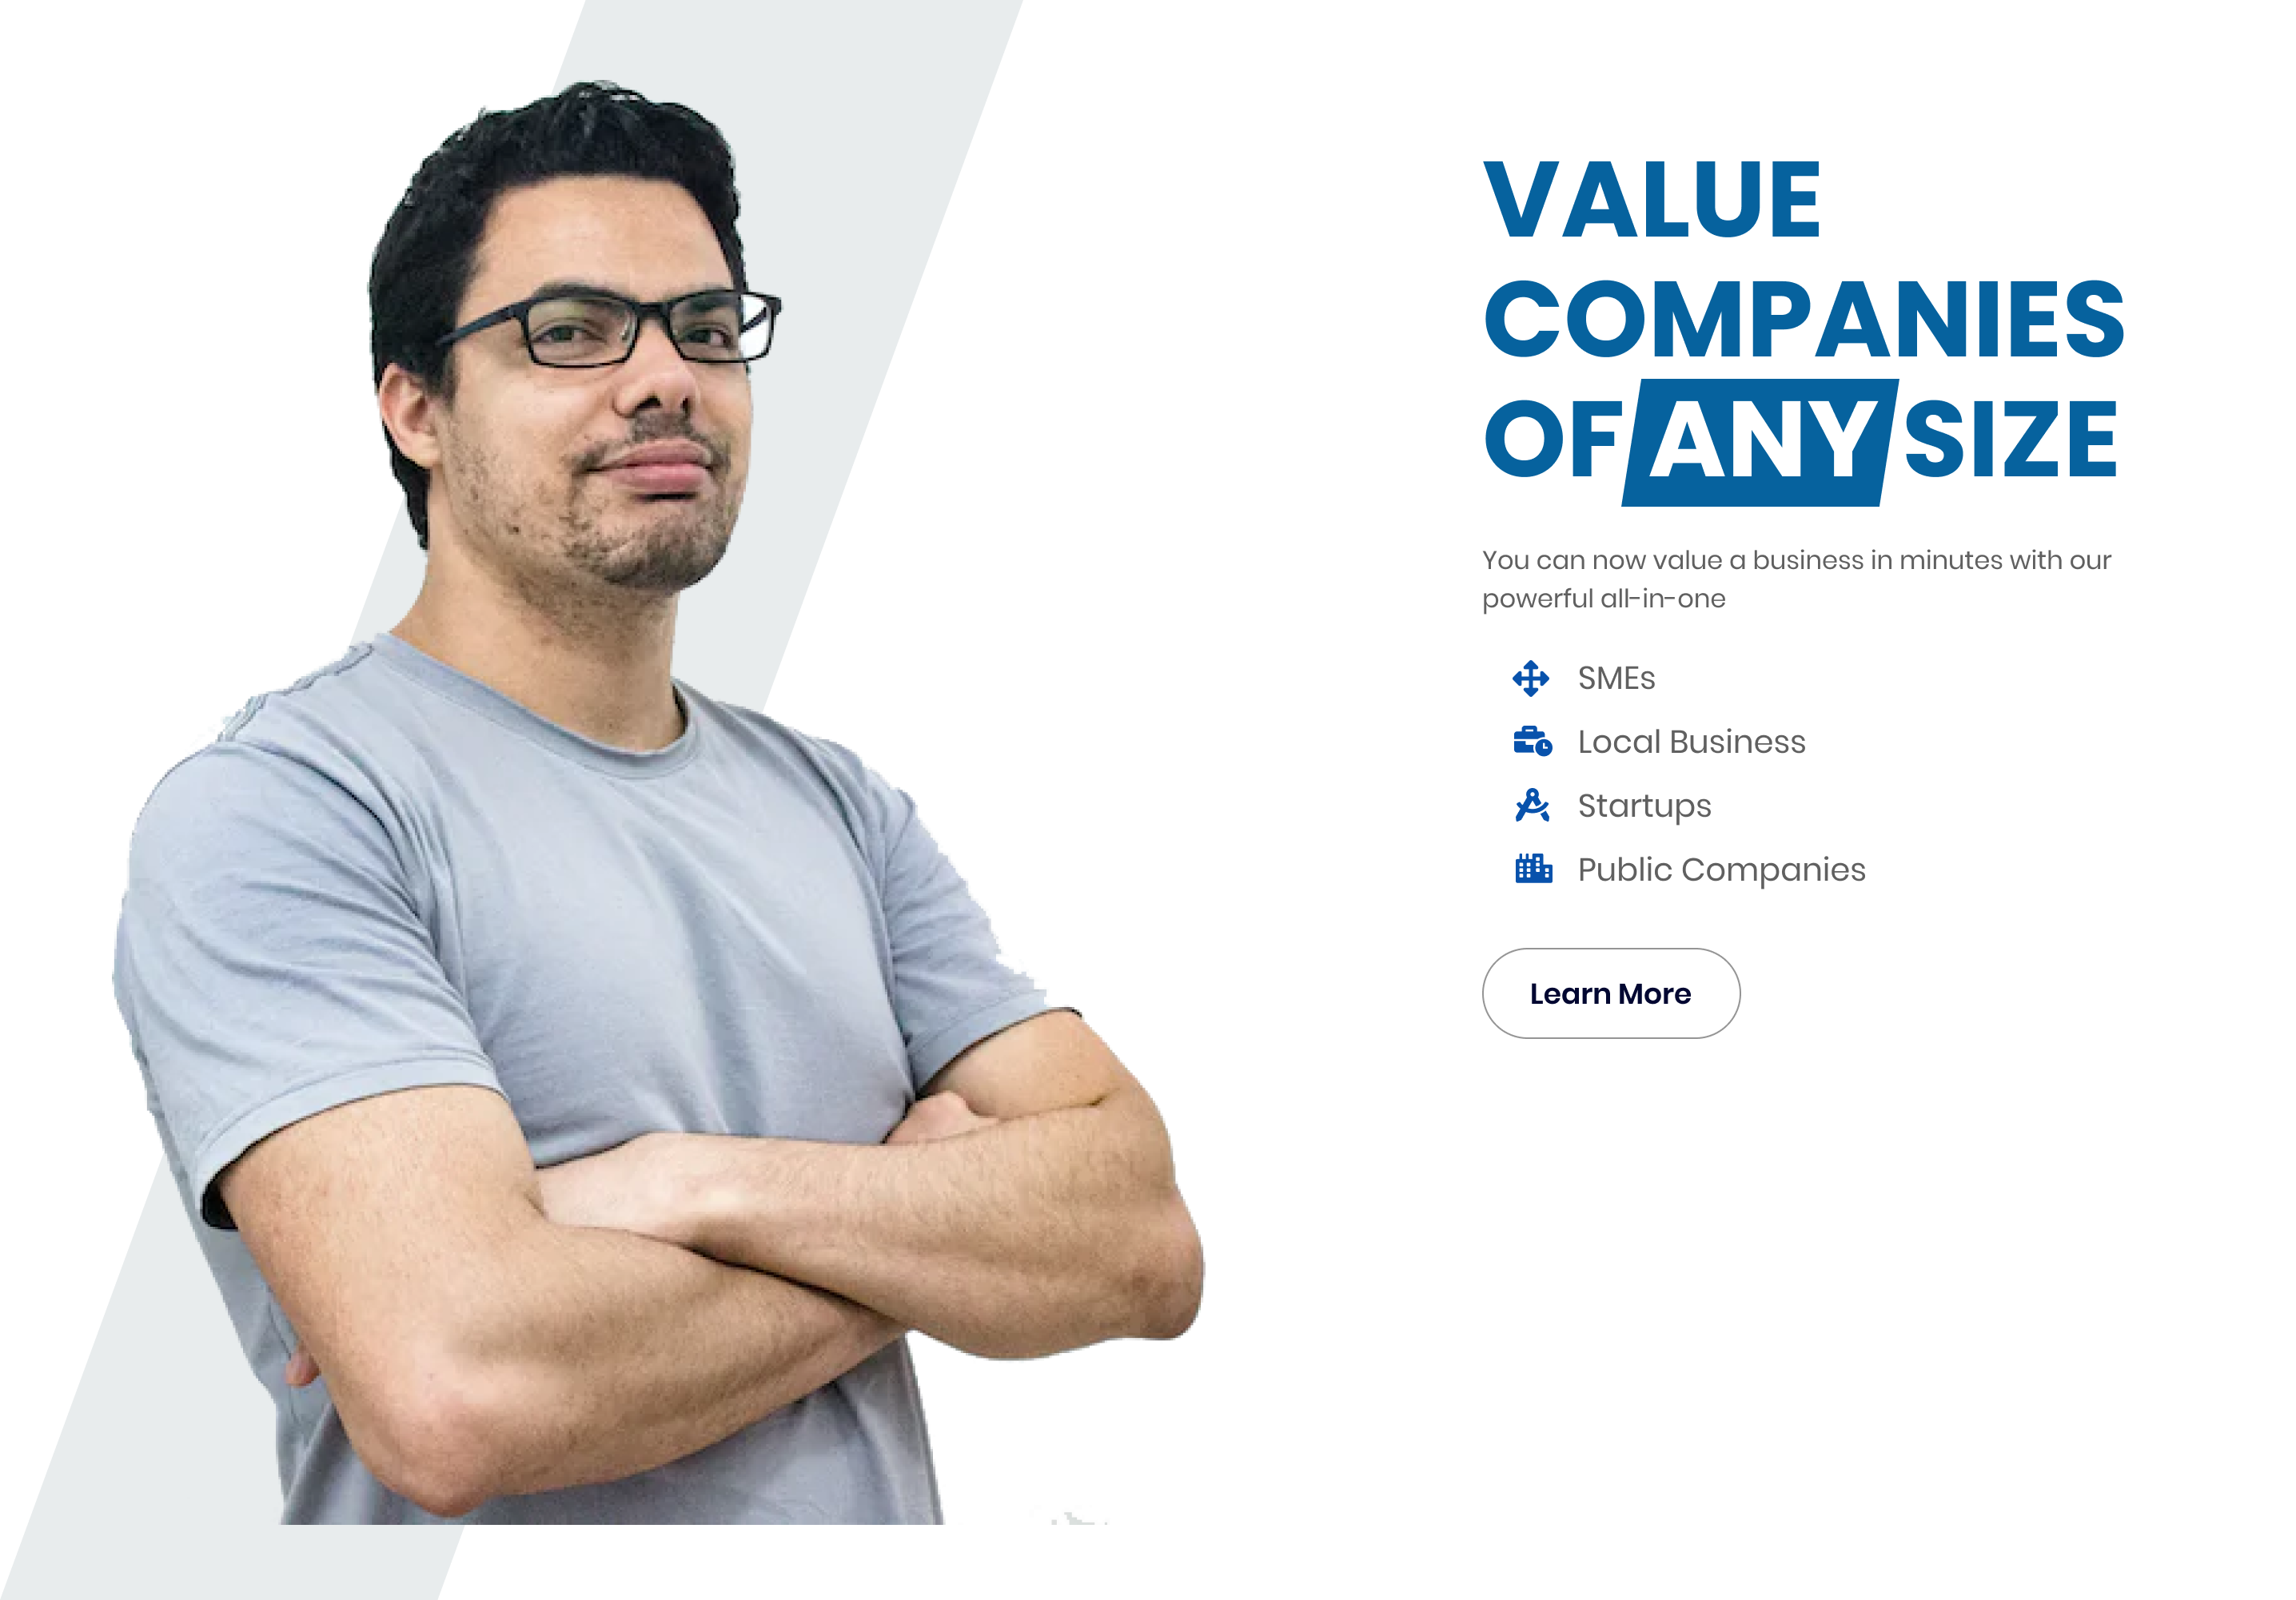 VALUE
COMPANIES
OF ANY SIZE
You can now value a business in minutes with our
powerful all-in-one
SMEs
Local Business
Startups
Public Companies
Learn More